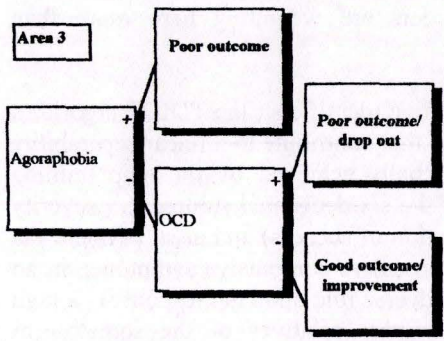 Area 3
Poor outcome
+
Agoraphobia
-
+
Poor outcome/
drop out
OCD
Good outcome/
improvement